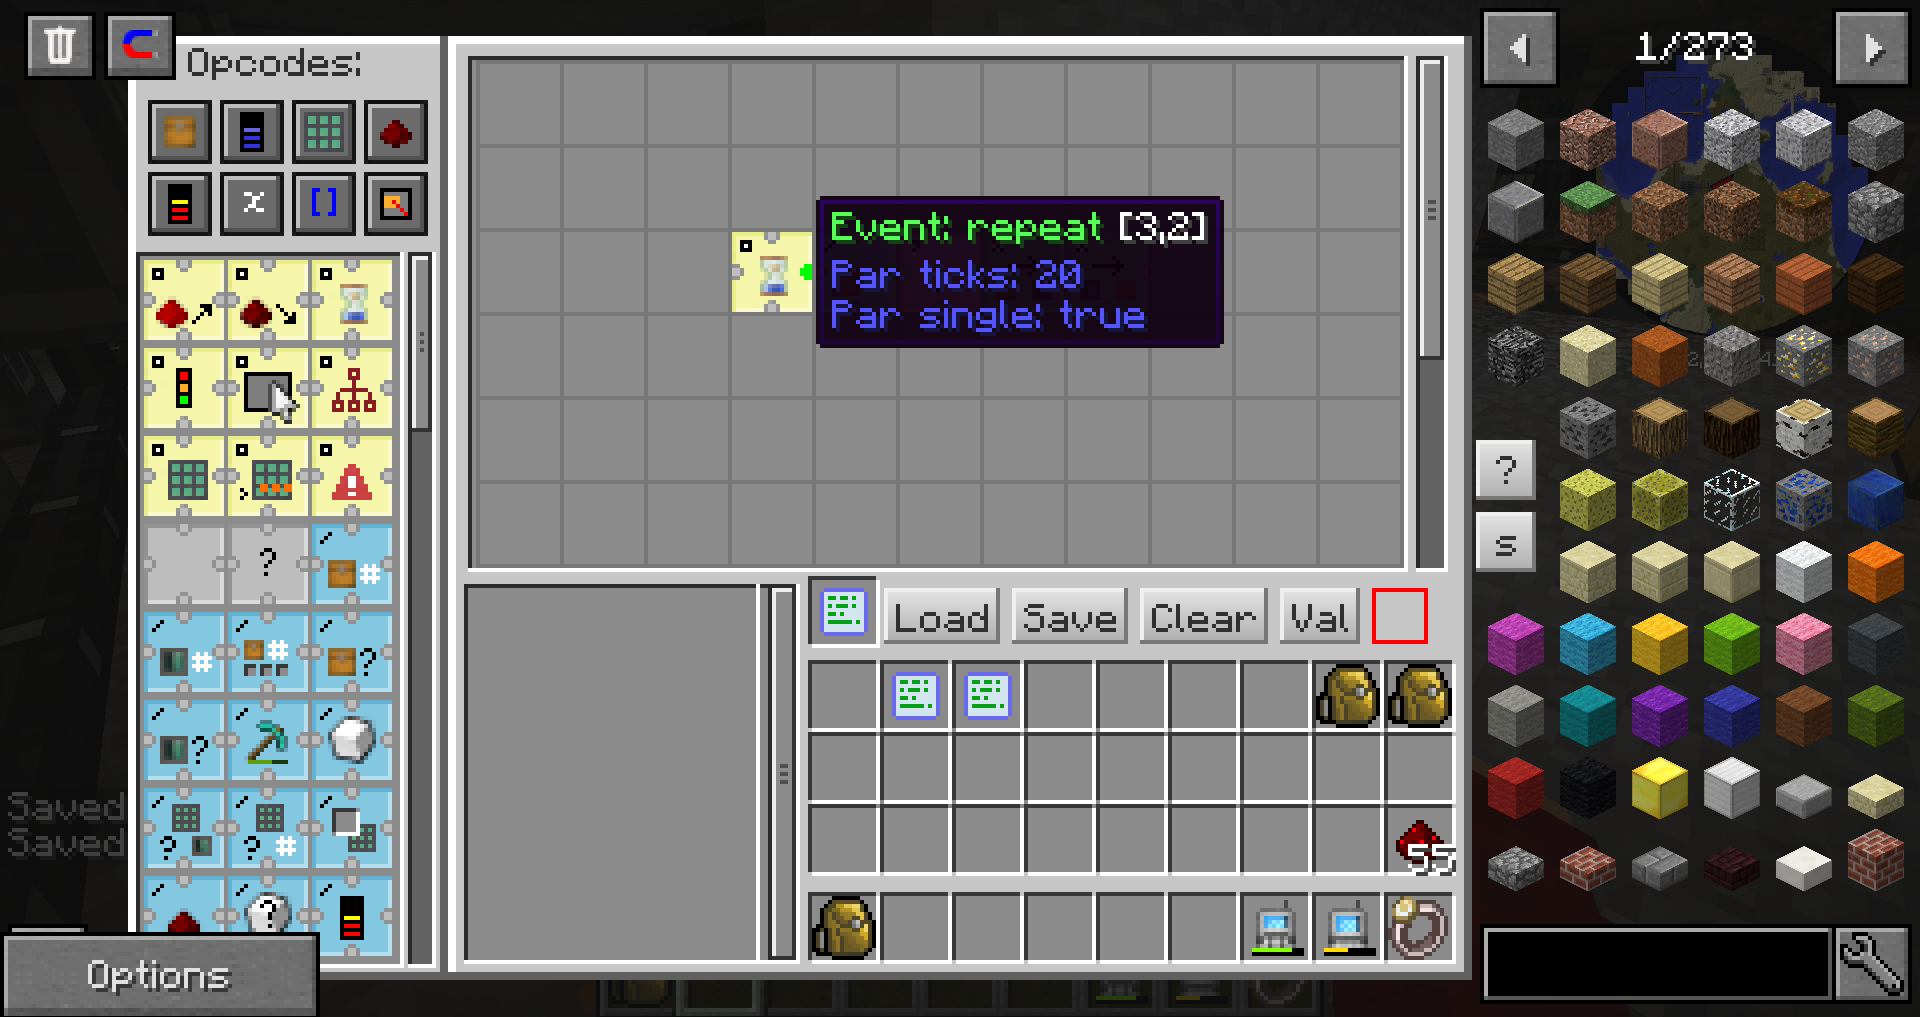 Opcodes:
1/273
Event: repeat [3,2]
Par ticks: 20
Par single: true
?
s
Load
Save
Clear
Val
Saved
Saved
55
Options